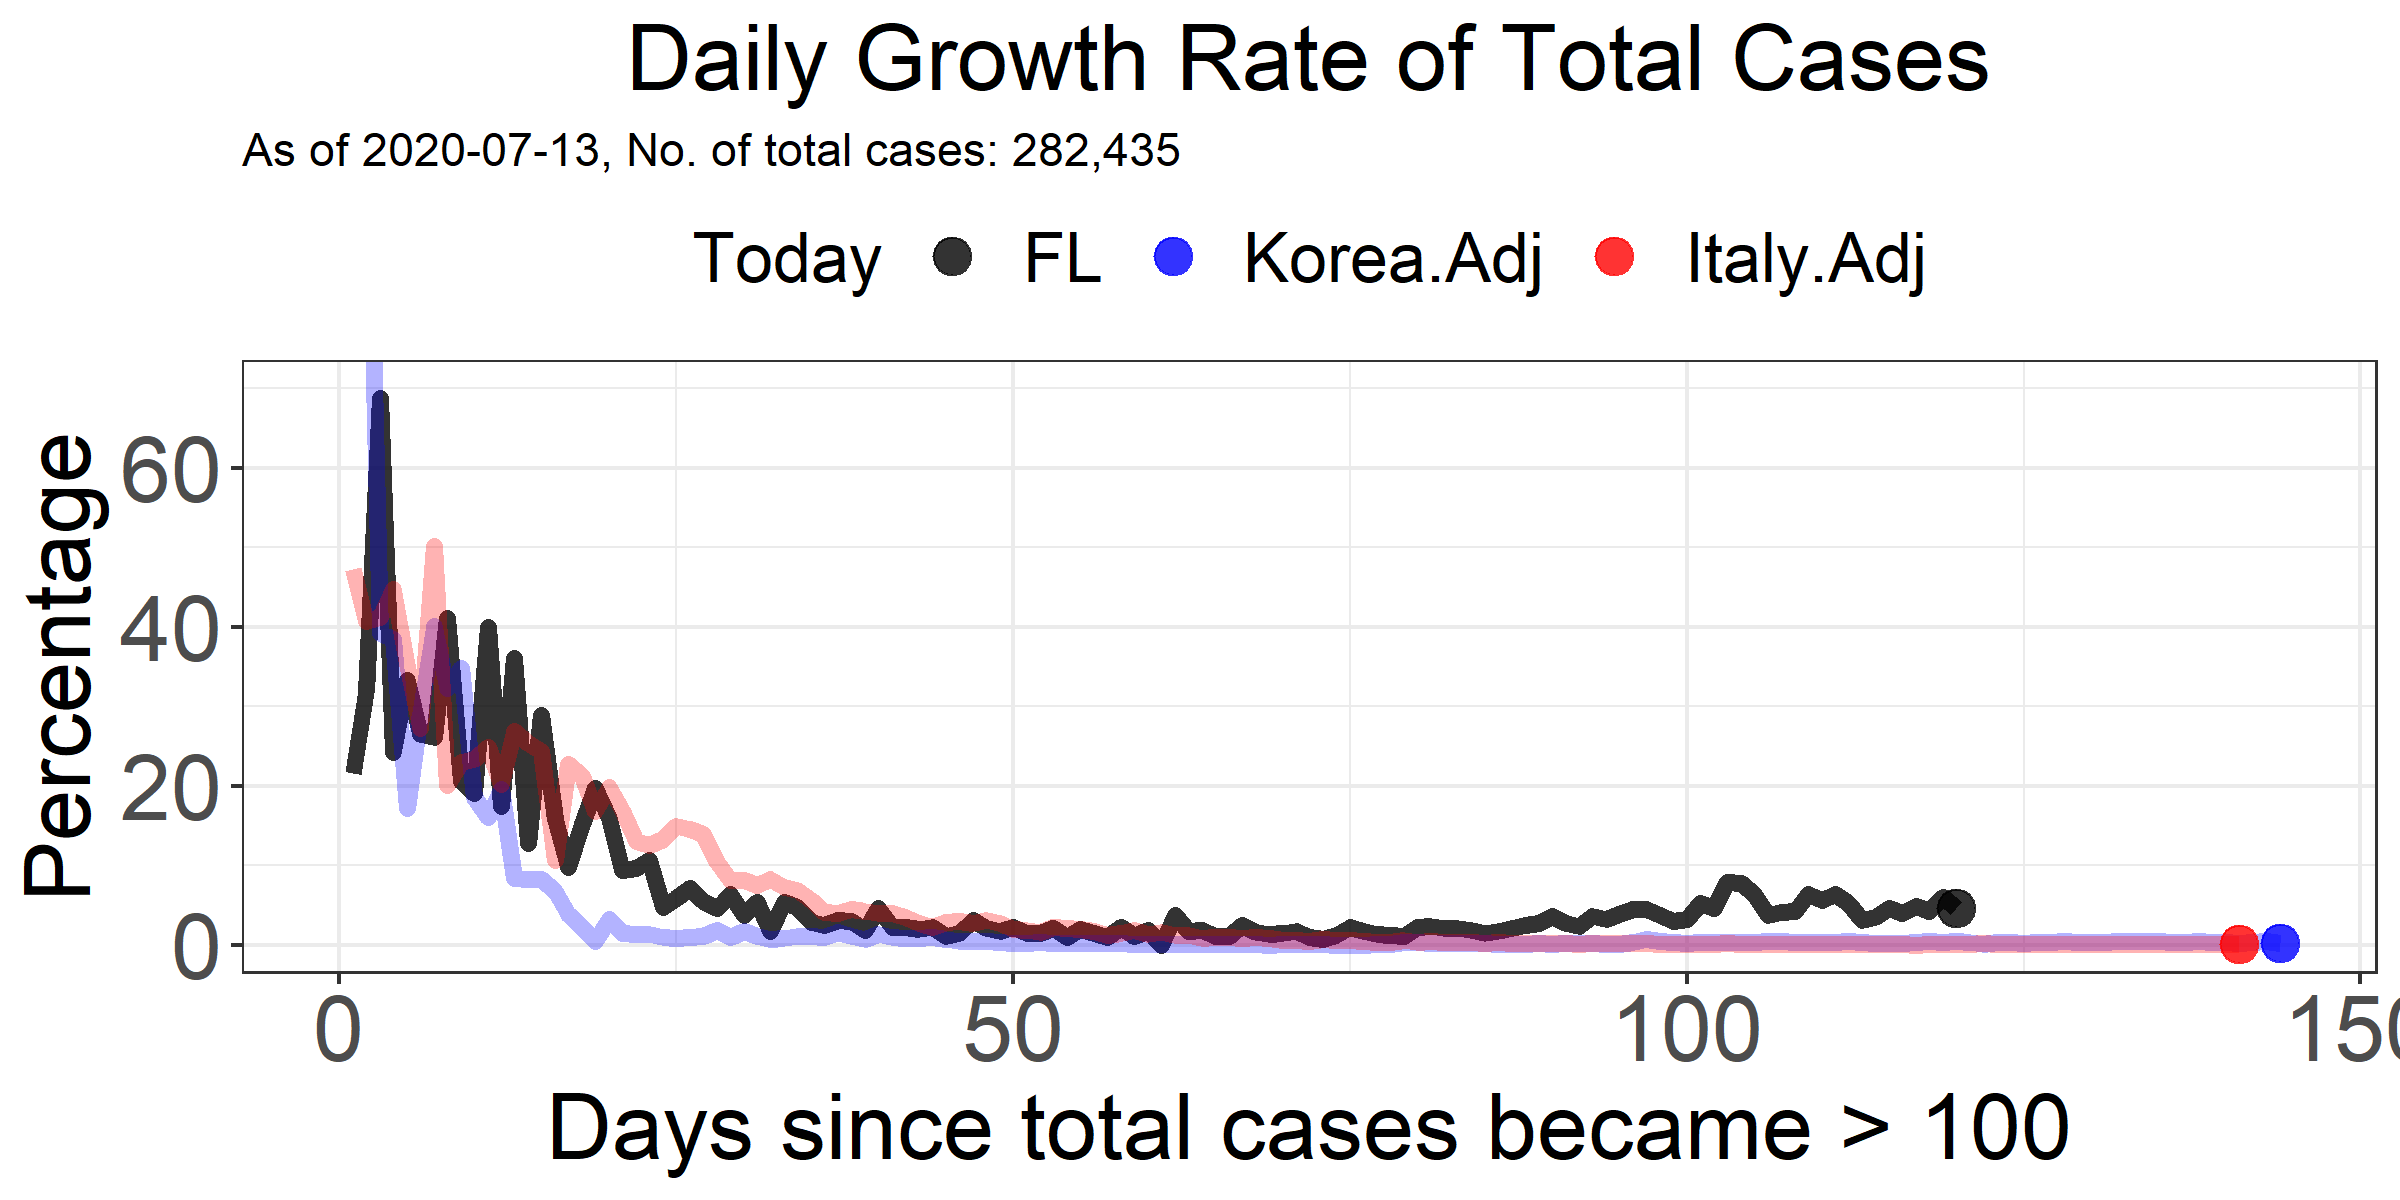 Daily Growth Rate of Total Cases
As of 2020-07-13, No. of total cases: 282,435
Today FL Korea.Adj Italy.Adj
Percentage
60
40
20
0
0 50 100 150
Days since total cases became > 100